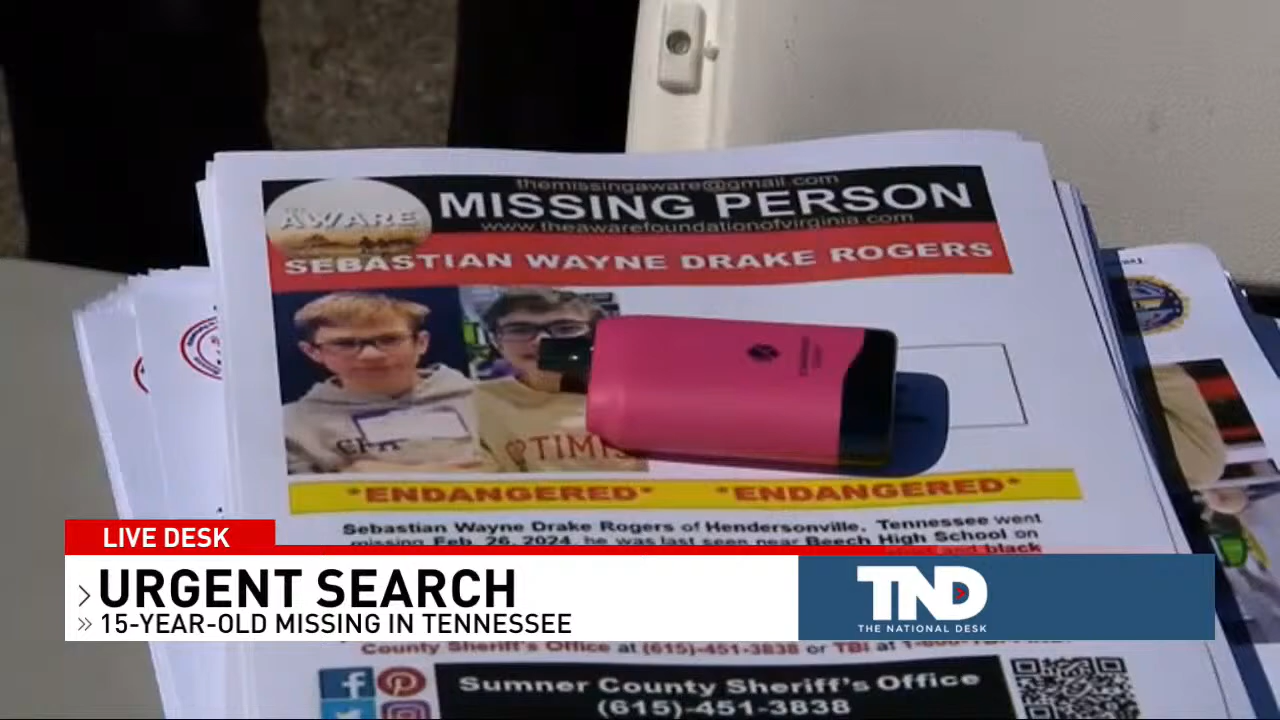 themissingaware@gmail.com
AWARE
MISSING PERSON
www.theawarefoundationofvirginia.com
SEBASTIAN WAYNE DRAKE ROGERS
*ENDANGERED* *ENDANGERED*
Sebastian Wayne Drake Rogers of Hendersonville, Tennessee went
missing Feb. 26, 2024, he was last seen near Beech High School on
and black
LIVE DESK
URGENT SEARCH
15-YEAR-OLD MISSING IN TENNESSEE
TND
THE NATIONAL DESK
County Sheriff's Office at (615)-451-3838 or TBI at
Sumner County Sheriff's Office
(615)-451-3838